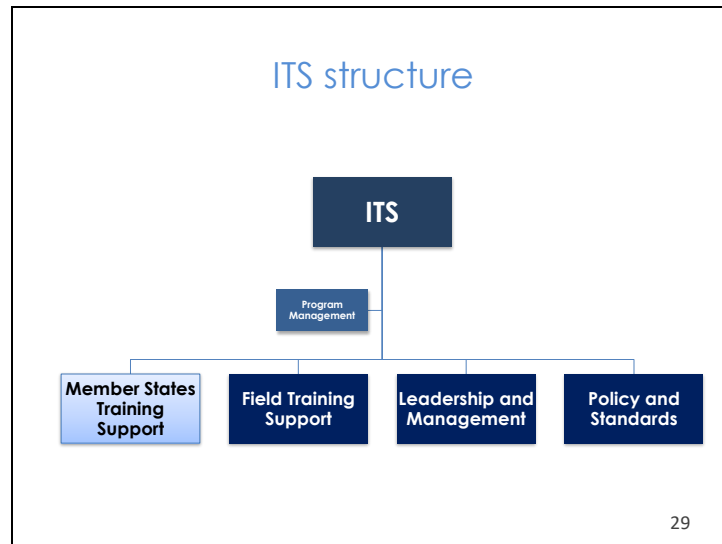 ITS structure
ITS
Program
Management
Member States
Training
Support
Field Training
Support
Leadership and
Management
Policy and
Standards
29